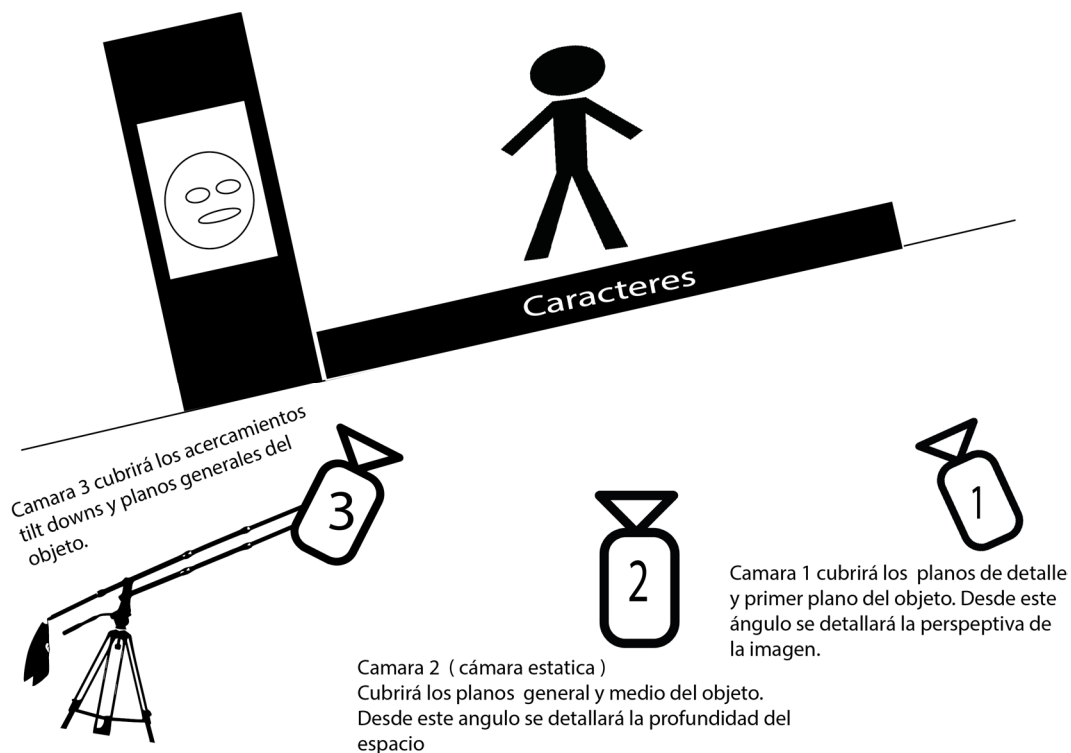 Caracteres
Camara 3 cubrirá los acercamientos
tilt downs y planos generales del
objeto.
3
2
1
Camara 1 cubrirá los planos de detalle
y primer plano del objeto. Desde este
ángulo se detallará la perspeptiva de
la imagen.
Camara 2 ( cámara estatica )
Cubrirá los planos general y medio del objeto.
Desde este angulo se detallará la profundidad del
espacio